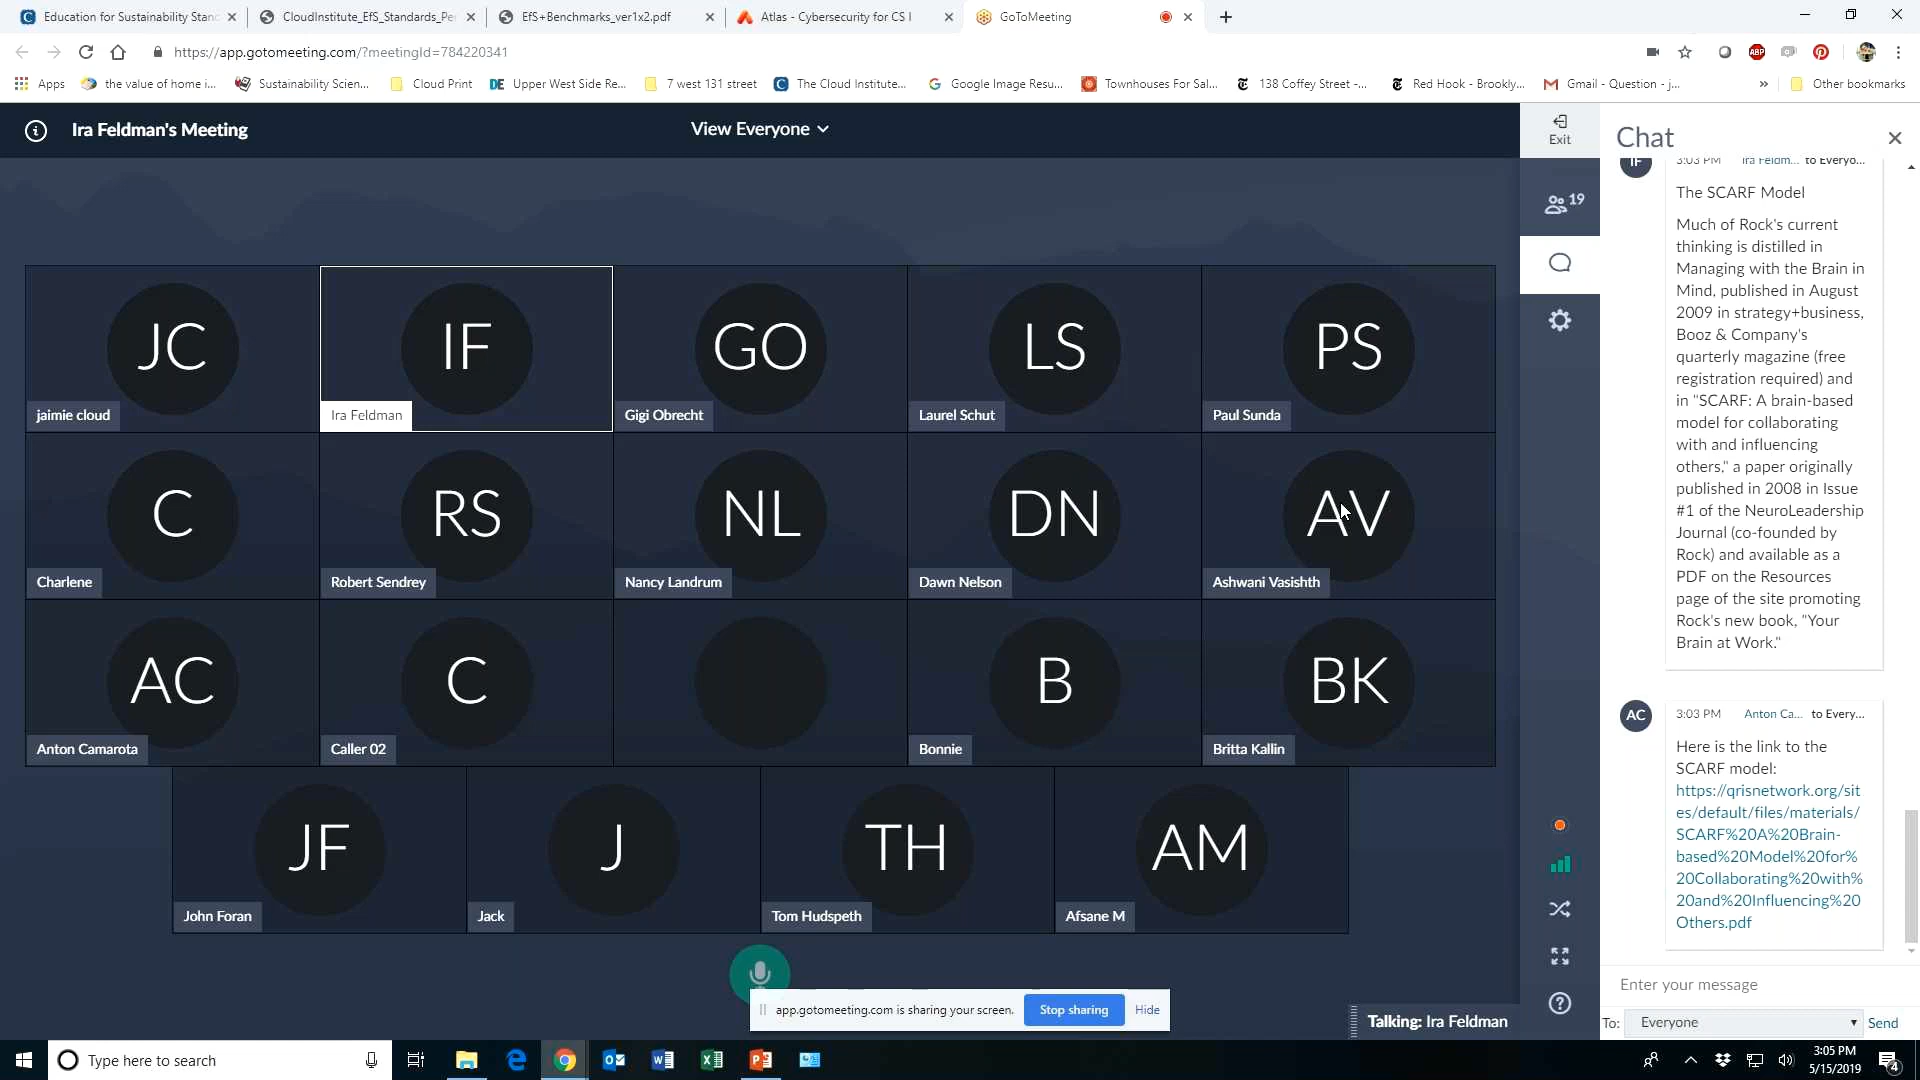 Education for Sustainability Stanc
CloudInstitute_EfS_Standards_Per
EfS+Benchmarks_ver1x2.pdf
Atlas - Cybersecurity for CS I
GoToMeeting
https://app.gotomeeting.com/?meetingId=784220341
ABP
Apps
the value of home i...
Sustainability Scien...
Cloud Print
DE Upper West Side Re...
7 west 131 street
The Cloud Institute...
Google Image Resu...
Townhouses For Sal...
138 Coffey Street -...
Red Hook - Brookly...
Gmail - Question - j...
»
Other bookmarks
Ira Feldman's Meeting
View Everyone
Exit
19
JC
jaimie cloud
IF
Ira Feldman
GO
Gigi Obrecht
LS
Laurel Schut
PS
Paul Sunda
C
Charlene
RS
Robert Sendrey
NL
Nancy Landrum
DN
Dawn Nelson
AV
Ashwani Vasishth
AC
Anton Camarota
C
Caller 02
B
Bonnie
BK
Britta Kallin
JF
John Foran
J
Jack
TH
Tom Hudspeth
AM
Afsane M
app.gotomeeting.com is sharing your screen.
Stop sharing
Hide
Talking: Ira Feldman
Chat
IF
3:03 PM Ira Feldm... to Everyo...
The SCARF Model
Much of Rock's current
thinking is distilled in
Managing with the Brain in
Mind, published in August
2009 in strategy+business,
Booz & Company's
quarterly magazine (free
registration required) and
in "SCARF: A brain-based
model for collaborating
with and influencing
others," a paper originally
published in 2008 in Issue
#1 of the NeuroLeadership
Journal (co-founded by
Rock) and available as a
PDF on the Resources
page of the site promoting
Rock's new book, "Your
Brain at Work."
AC
3:03 PM Anton Ca... to Every...
Here is the link to the
SCARF model:
https://qrisnetwork.org/sit
es/default/files/materials/
SCARF%20A%20Brain-
based%20Model%20for%
20Collaborating%20with%
20and%20Influencing%20
Others.pdf
Enter your message
To: Everyone
Send
Type here to search
3:05 PM
5/15/2019
4